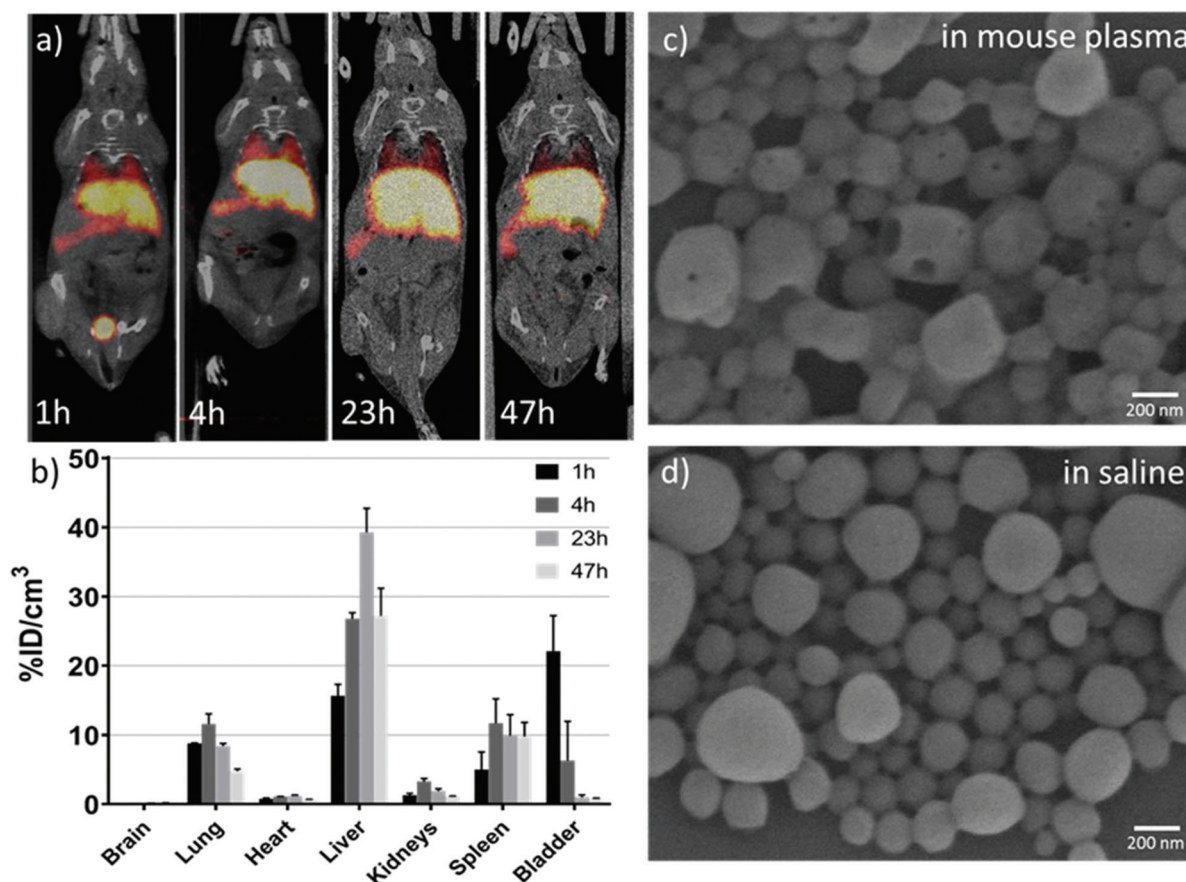 a)
1h
4h
23h
47h
b)
50
40
30
20
10
0
%ID/cm³
1h
4h
23h
47h
Brain
Lung
Heart
Liver
Kidneys
Spleen
Bladder
c)
in mouse plasma
200 nm
d)
in saline
200 nm